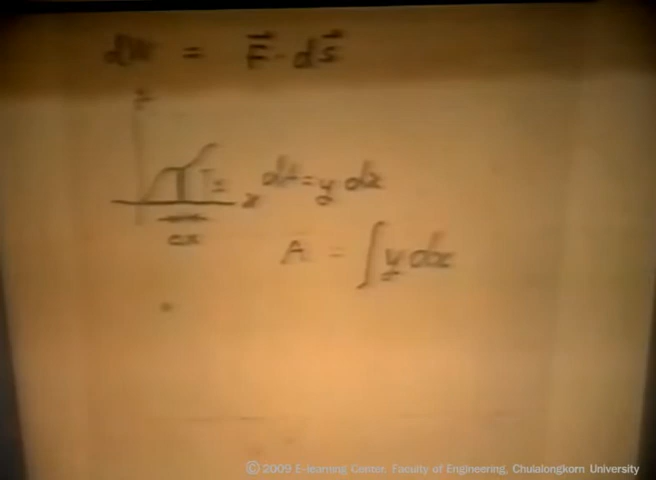 dW = F⃗ · dS⃗
y
x
dA = y dx
dx
A = ∫ y dx
© 2009 E-learning Center, Faculty of Engineering, Chulalongkorn University